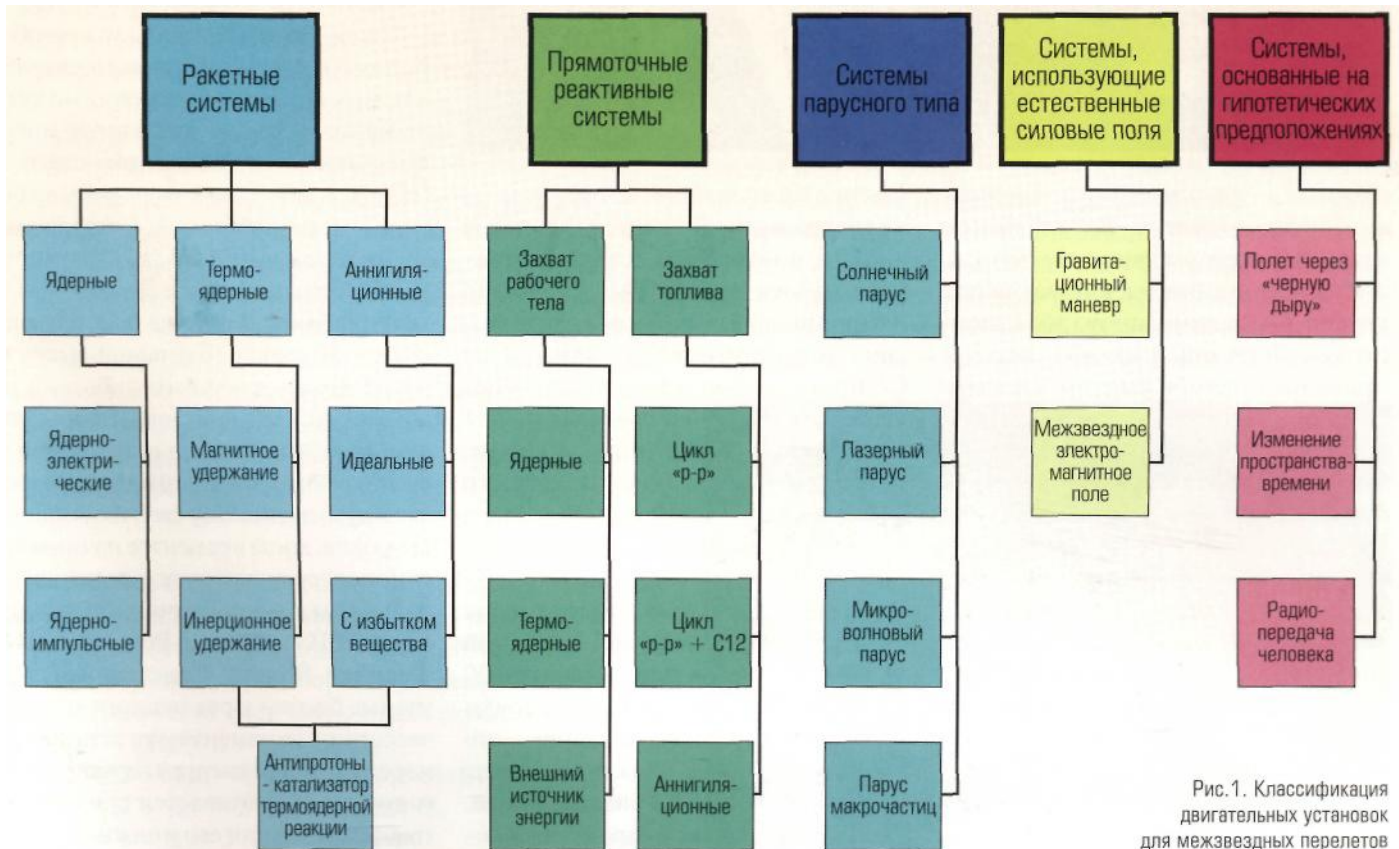 Ракетные
системы
Прямоточные
реактивные
системы
Системы
парусного типа
Системы,
использующие
естественные
силовые поля
Системы,
основанные на
гипотетических
предположениях
Ядерные
Термо-
ядерные
Аннигиля-
ционные
Захват
рабочего
тела
Захват
топлива
Солнечный
парус
Гравита-
ционный
маневр
Полет через
«черную
дыру»
Ядерно-
электри-
ческие
Магнитное
удержание
Идеальные
Ядерные
Цикл
«р-р»
Лазерный
парус
Межзвездное
электро-
магнитное
поле
Изменение
пространства-
времени
Ядерно-
импульсные
Инерционное
удержание
С избытком
вещества
Термо-
ядерные
Цикл
«р-р» + С12
Микро-
волновый
парус
Радио-
передача
человека
Антипротоны
- катализатор
термоядерной
реакции
Внешний
источник
энергии
Аннигиля-
ционные
Парус
макрочастиц
Рис.1. Классификация
двигательных установок
для межзвездных перелетов